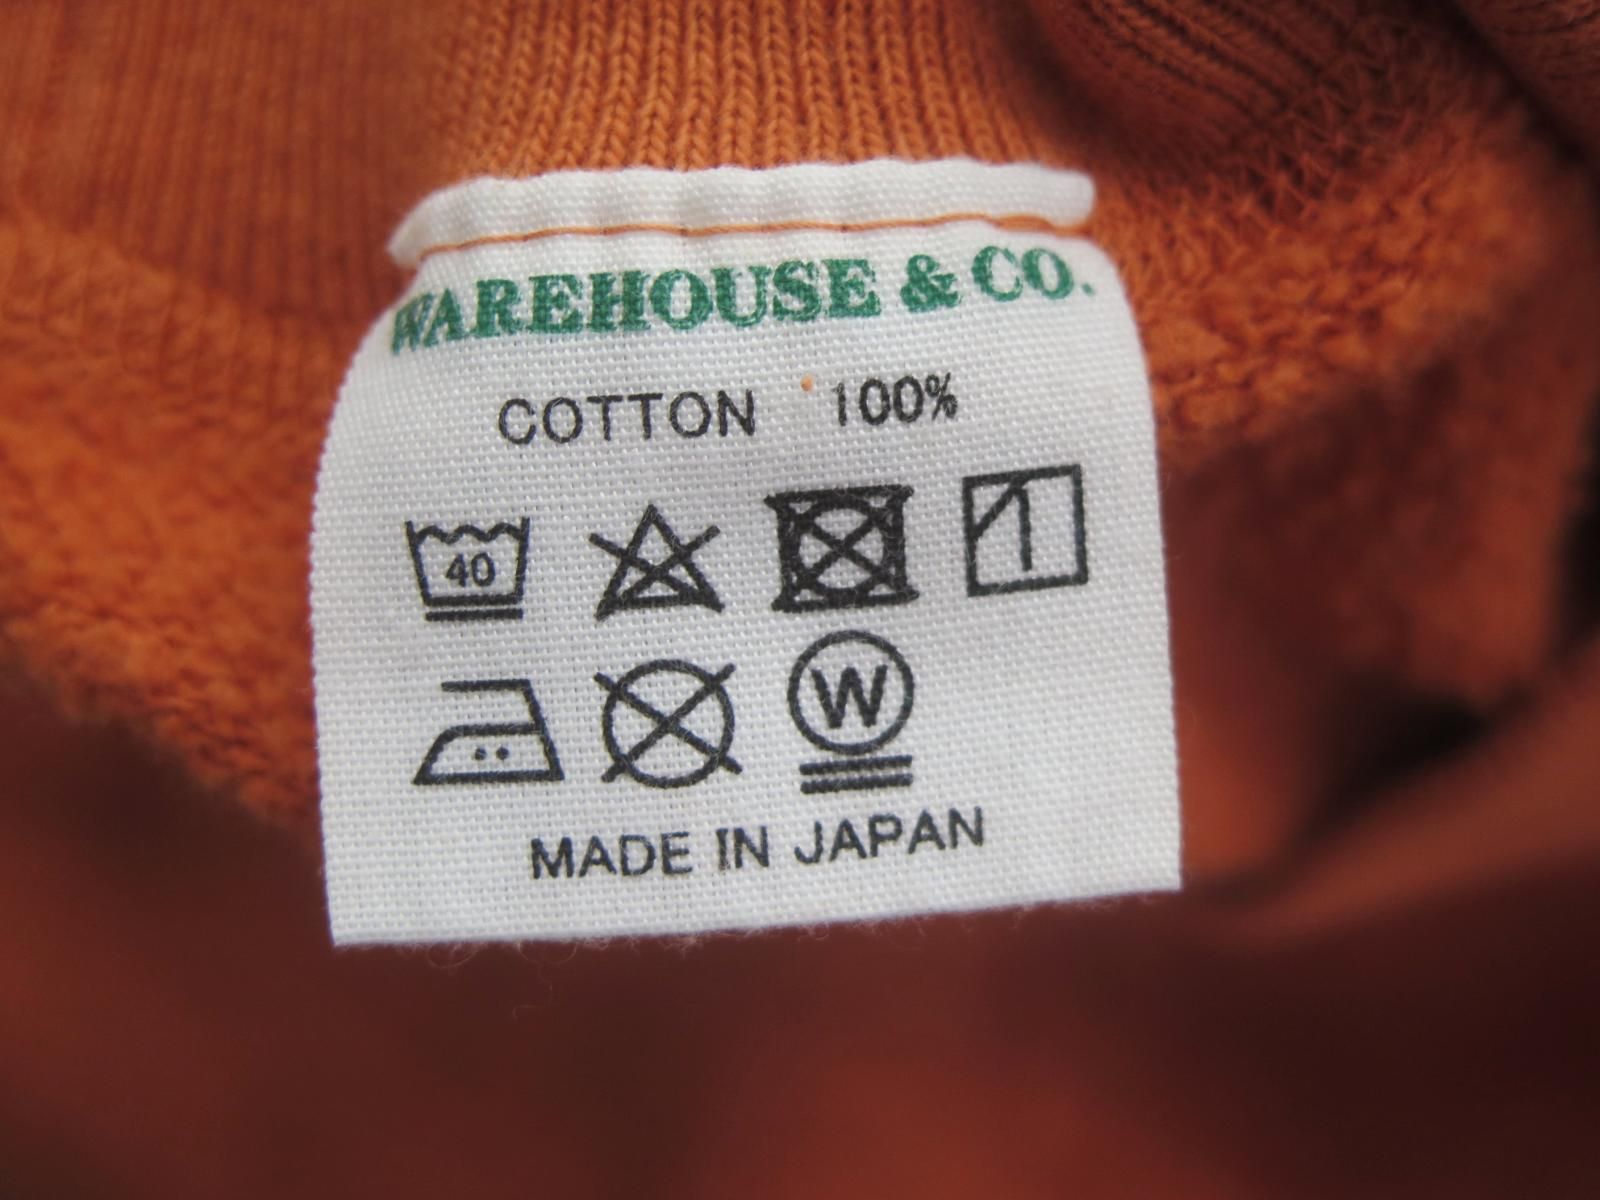 WAREHOUSE & CO.
COTTON 100%
40
W
MADE IN JAPAN